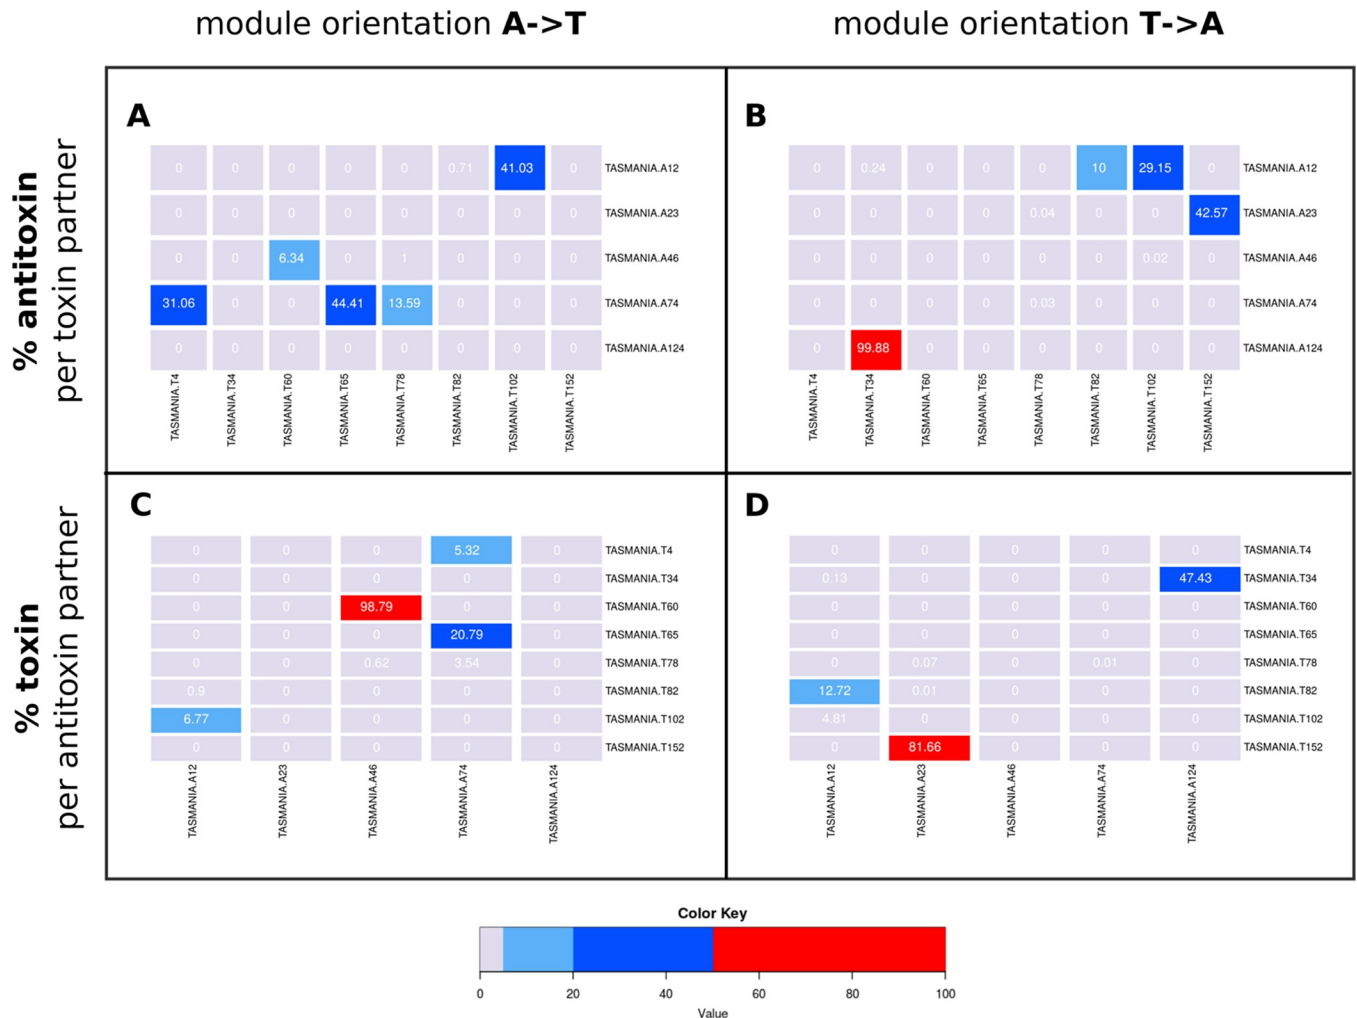 module orientation A->T
module orientation T->A
% antitoxin
per toxin partner
A
0 0 0 0 0 0.71 41.03 0 TASMANIA.A12
0 0 0 0 0 0 0 0 TASMANIA.A23
0 0 6.34 0 1 0 0 0 TASMANIA.A46
31.06 0 0 44.41 13.59 0 0 0 TASMANIA.A74
0 0 0 0 0 0 0 0 TASMANIA.A124
TASMANIA.T4
TASMANIA.T34
TASMANIA.T60
TASMANIA.T65
TASMANIA.T78
TASMANIA.T82
TASMANIA.T102
TASMANIA.T152
B
0 0.24 0 0 0 10 29.15 0 TASMANIA.A12
0 0 0 0 0.04 0 0 42.57 TASMANIA.A23
0 0 0 0 0 0 0.02 0 TASMANIA.A46
0 0 0 0 0.03 0 0 0 TASMANIA.A74
0 99.88 0 0 0 0 0 0 TASMANIA.A124
TASMANIA.T4
TASMANIA.T34
TASMANIA.T60
TASMANIA.T65
TASMANIA.T78
TASMANIA.T82
TASMANIA.T102
TASMANIA.T152
% toxin
per antitoxin partner
C
0 0 0 5.32 0 TASMANIA.T4
0 0 0 0 0 TASMANIA.T34
0 0 98.79 0 0 TASMANIA.T60
0 0 0 20.79 0 TASMANIA.T65
0 0 0.62 3.54 0 TASMANIA.T78
0.9 0 0 0 0 TASMANIA.T82
6.77 0 0 0 0 TASMANIA.T102
0 0 0 0 0 TASMANIA.T152
TASMANIA.A12
TASMANIA.A23
TASMANIA.A46
TASMANIA.A74
TASMANIA.A124
D
0 0 0 0 0 TASMANIA.T4
0.13 0 0 0 47.43 TASMANIA.T34
0 0 0 0 0 TASMANIA.T60
0 0 0 0 0 TASMANIA.T65
0 0.07 0 0.01 0 TASMANIA.T78
12.72 0.01 0 0 0 TASMANIA.T82
4.81 0 0 0 0 TASMANIA.T102
0 81.66 0 0 0 TASMANIA.T152
TASMANIA.A12
TASMANIA.A23
TASMANIA.A46
TASMANIA.A74
TASMANIA.A124
Color Key
0 20 40 60 80 100
Value